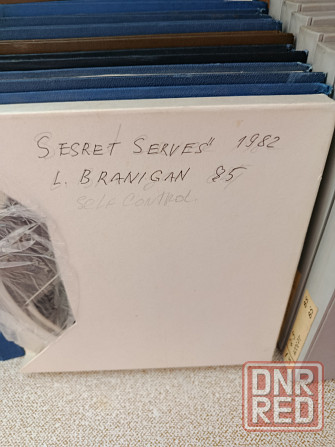 SESRET SERVES" 1982
L. BRANIGAN 85
SELF CONTROL.
DNR
RED